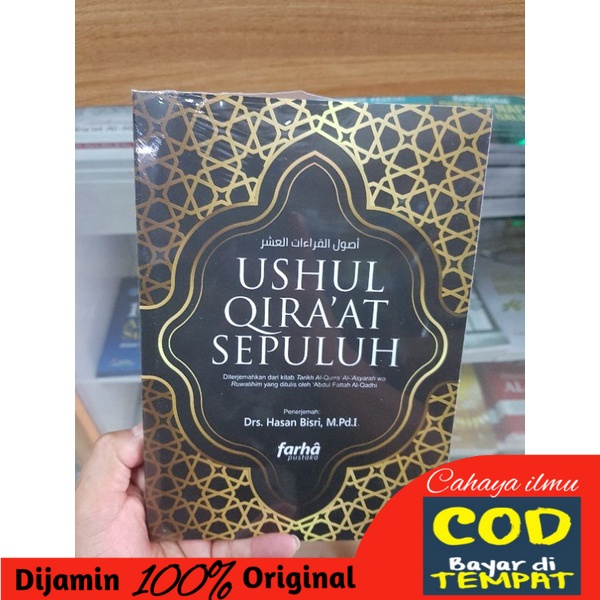 أصول القراءات العشر
USHUL
QIRA'AT
SEPULUH
Diterjemahkan dari kitab Tarikh Al-Qurra' Al-'Asyarah wa
Ruwatihim yang ditulis oleh 'Abdul Fattah Al-Qadhi
Penerjemah:
Drs. Hasan Bisri, M.Pd.I.
farhâ
pustaka
Cahaya ilmu
COD
Bayar di
TEMPAT
Dijamin 100% Original